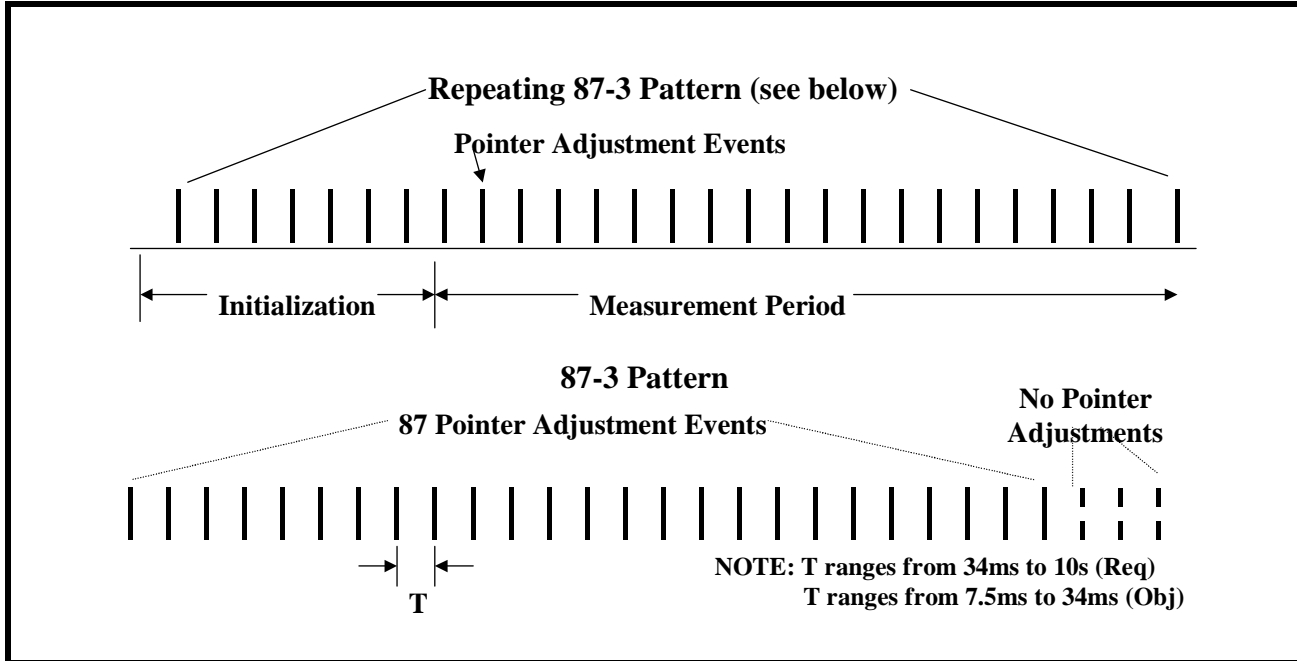 Repeating 87-3 Pattern (see below)
Pointer Adjustment Events
Initialization
Measurement Period
87-3 Pattern
87 Pointer Adjustment Events
No Pointer
Adjustments
T
NOTE: T ranges from 34ms to 10s (Req)
T ranges from 7.5ms to 34ms (Obj)